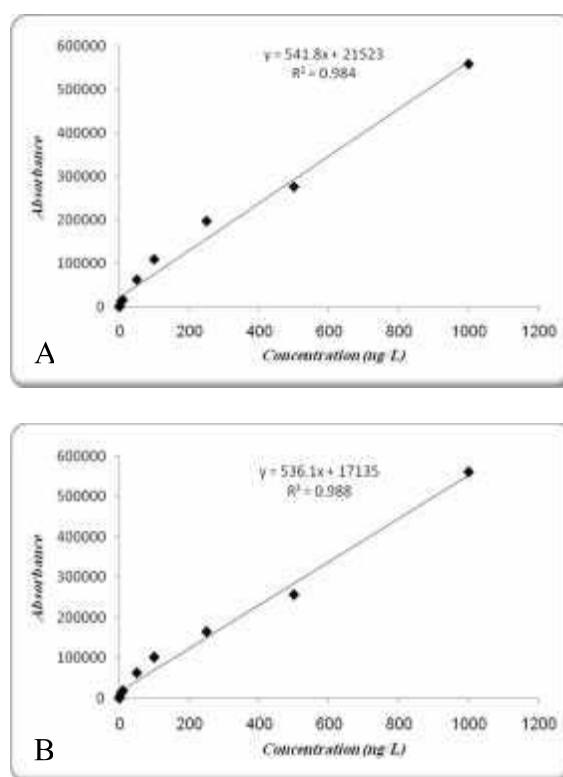 600000
y = 541.8x + 21523
R² = 0.984
500000
400000
300000
200000
100000
0
Absorbance
0 200 400 600 800 1000 1200
Concentration (ng/L)
A
600000
y = 536.1x + 17135
R² = 0.988
500000
400000
300000
200000
100000
0
Absorbance
0 200 400 600 800 1000 1200
Concentration (ng/L)
B